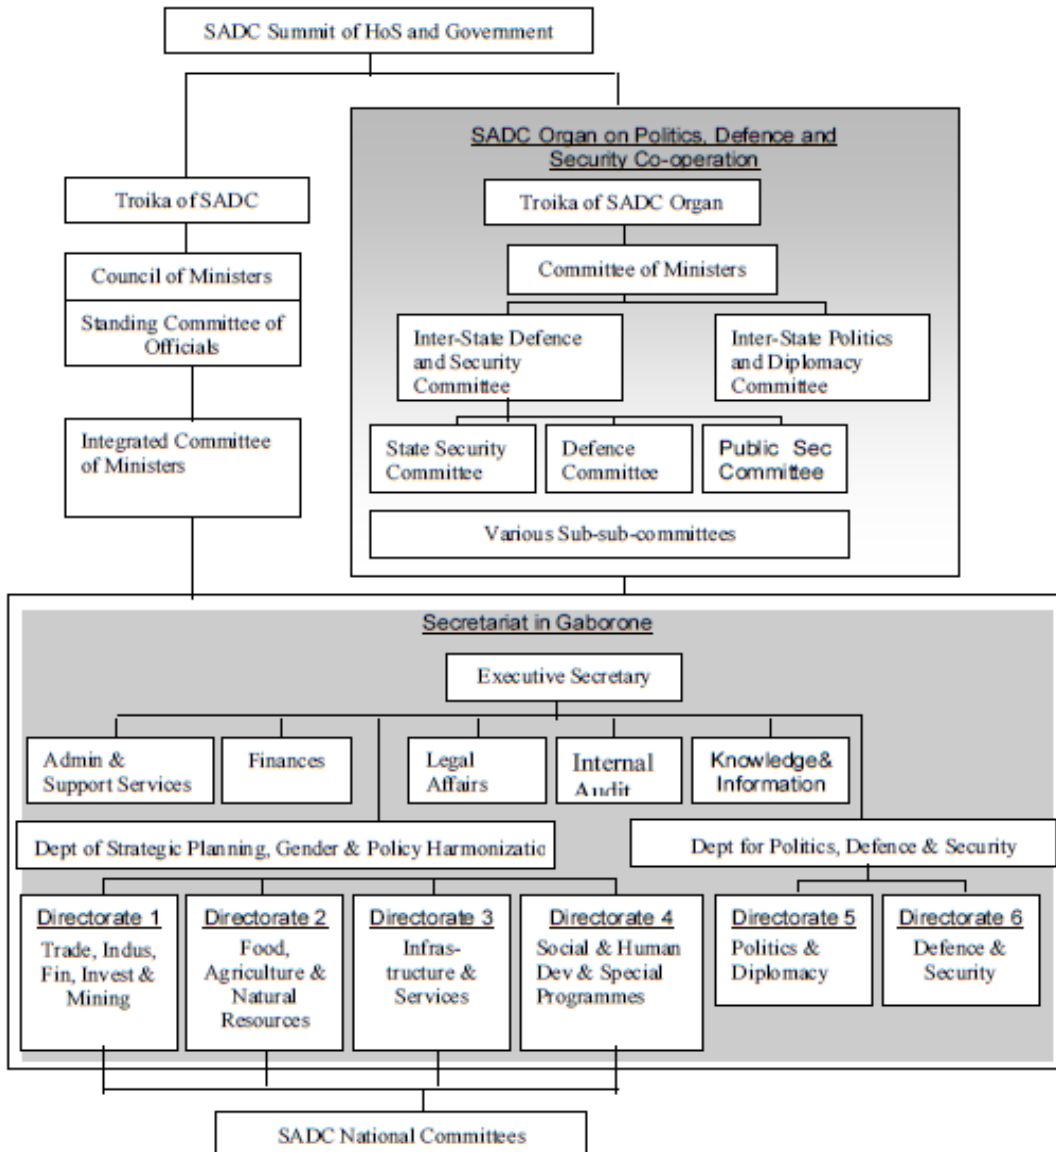 SADC Summit of HoS and Government
SADC Organ on Politics, Defence and
Security Co-operation
Troika of SADC
Troika of SADC Organ
Council of Ministers
Committee of Ministers
Standing Committee of
Officials
Inter-State Defence
and Security
Committee
Inter-State Politics
and Diplomacy
Committee
Integrated Committee
of Ministers
State Security
Committee
Defence
Committee
Public Sec
Committee
Various Sub-sub-committees
Secretariat in Gaborone
Executive Secretary
Admin &
Support Services
Finances
Legal
Affairs
Internal
Audit
Knowledge&
Information
Dept of Strategic Planning, Gender & Policy Harmonizatio
Dept for Politics, Defence & Security
Directorate 1
Trade, Indus,
Fin, Invest &
Mining
Directorate 2
Food,
Agriculture &
Natural
Resources
Directorate 3
Infras-
tructure &
Services
Directorate 4
Social & Human
Dev & Special
Programmes
Directorate 5
Politics &
Diplomacy
Directorate 6
Defence &
Security
SADC National Committees